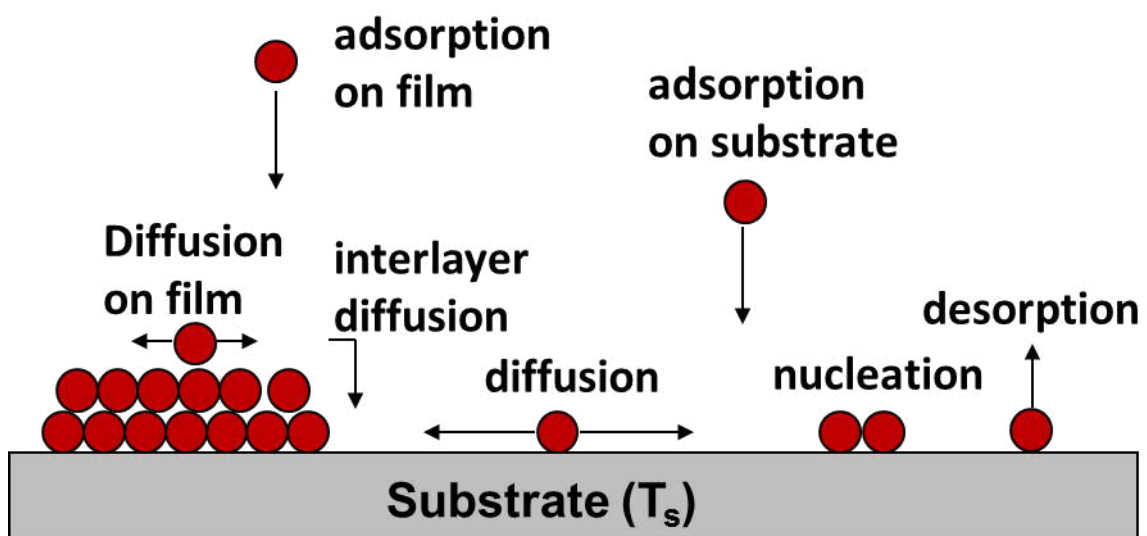 adsorption
on film
adsorption
on substrate
Diffusion
on film
interlayer
diffusion
desorption
diffusion
nucleation
Substrate (Tₛ)